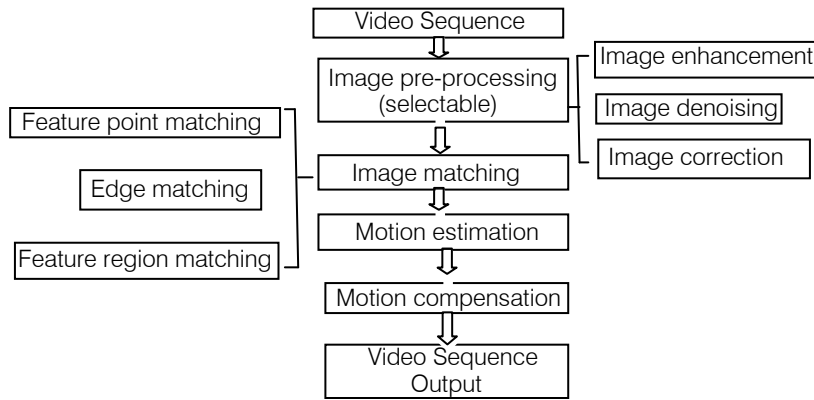 Video Sequence
Image pre-processing
(selectable)
Image enhancement
Image denoising
Image correction
Feature point matching
Edge matching
Feature region matching
Image matching
Motion estimation
Motion compensation
Video Sequence
Output